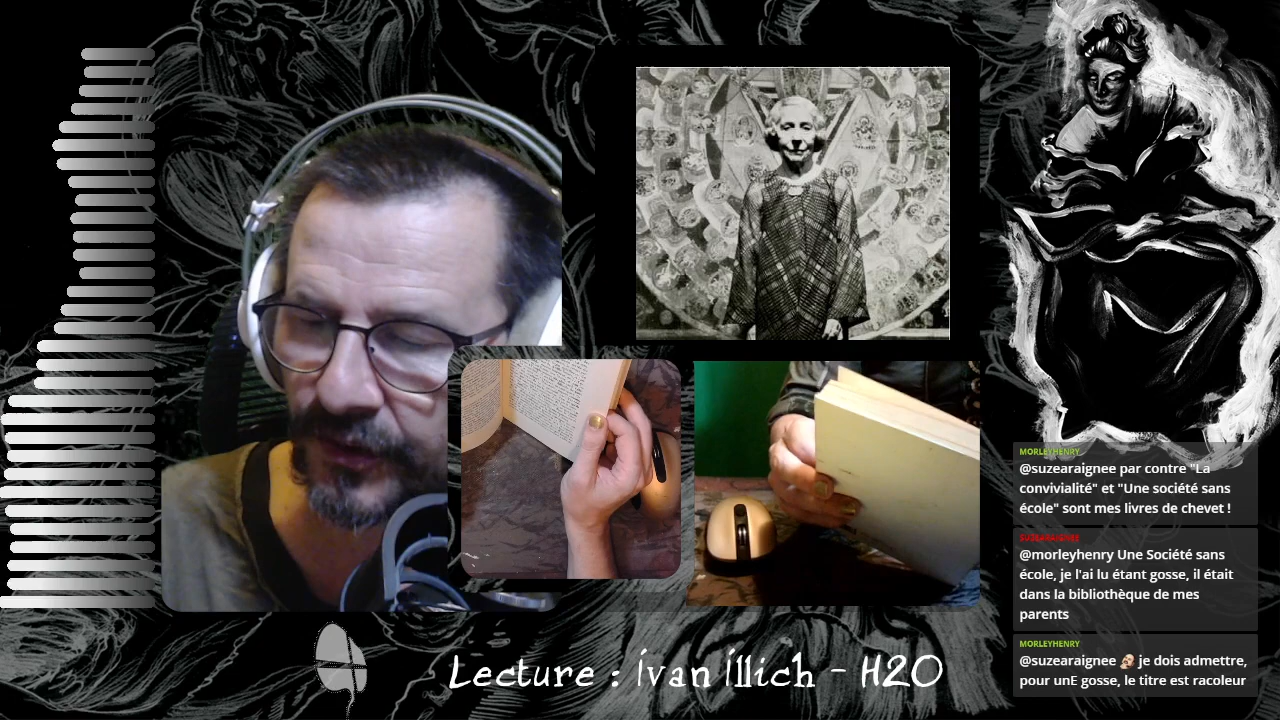 MORLEYHENRY
@suzearaignee par contre "La
convivialité" et "Une société sans
école" sont mes livres de chevet !
SUZEARAIGNEE
@morleyhenry Une Société sans
école, je l'ai lu étant gosse, il était
dans la bibliothèque de mes
parents
MORLEYHENRY
@suzearaignee je dois admettre,
pour unE gosse, le titre est racoleur
Lecture : Ivan Illich - H2O